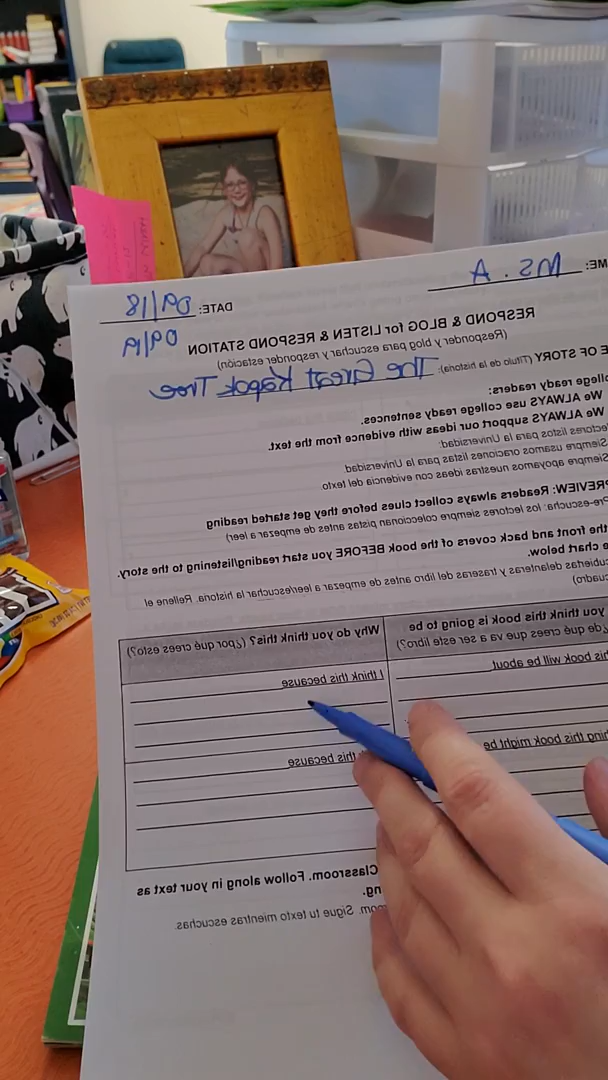 ME: MS. A
DATE: 09/18
09/19
RESPOND & BLOG for LISTEN & RESPOND STATION
(Responder y blog para escuchar y responder estación)
E OF STORY (Título de la historia): The Great Kapok Tree
ollege ready readers:
We ALWAYS use college ready sentences.
We ALWAYS support our ideas with evidence from the text.
ectores listos para la Universidad:
Siempre usamos oraciones listas para la Universidad
Siempre apoyamos nuestras ideas con evidencia del texto.
PREVIEW: Readers always collect clues before they get started reading
Pre-escucha: los lectores siempre coleccionan pistas antes de empezar a leer)
the front and back covers of the book BEFORE you start reading/listening to the story.
e chart below.
cubiertas delanteras y traseras del libro antes de empezar a leer/escuchar la historia. Rellene el
cuadro)
you think this book is going to be
¿de qué crees que va a ser este libro?)
Why do you think this? (¿por qué crees esto?)
his book will be about
I think this because
thing this book might be
this because
Classroom. Follow along in your text as
ng.
room. Sigue tu texto mientras escuchas.